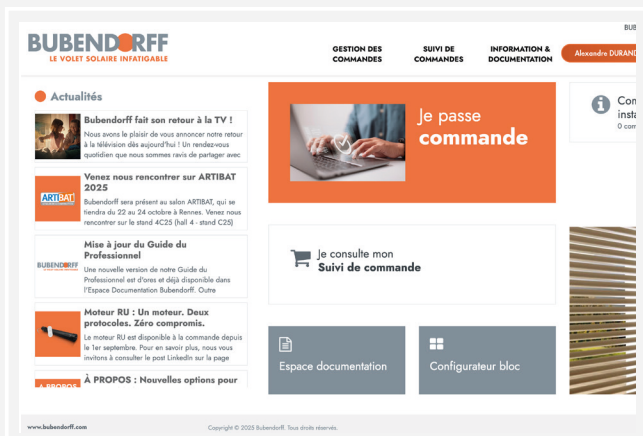 BUB
BUBENDORFF
LE VOLET SOLAIRE INFATIGABLE
GESTION DES
COMMANDES
SUIVI DE
COMMANDES
INFORMATION &
DOCUMENTATION
Alexandre DURAND
Actualités
Bubendorff fait son retour à la TV !
Nous avons le plaisir de vous annoncer notre retour
à la télévision dès aujourd'hui ! Un rendez-vous
quotidien que nous sommes ravis de partager avec
ARTIBAT
Venez nous rencontrer sur ARTIBAT
2025
Bubendorff sera présent au salon ARTIBAT, qui se
tiendra du 22 au 24 octobre à Rennes. Venez nous
rencontrer sur le stand 4C25 (hall 4 - stand C25)
BUBENDORFF
Mise à jour du Guide du
Professionnel
Une nouvelle version de notre Guide du
Professionnel est d'ores et déjà disponible dans
l'Espace Documentation Bubendorff. Outre
Moteur RU : Un moteur. Deux
protocoles. Zéro compromis.
Le moteur RU est disponible à la commande depuis
le 1er septembre. Pour en savoir plus, nous vous
invitons à consulter le post LinkedIn sur la page
A PROPOS
À PROPOS : Nouvelles options pour
Je passe
commande
Je consulte mon
Suivi de commande
Espace documentation
Configurateur bloc
Con
insta
0 com
www.bubendorff.com
Copyright © 2025 Bubendorff. Tous droits réservés.